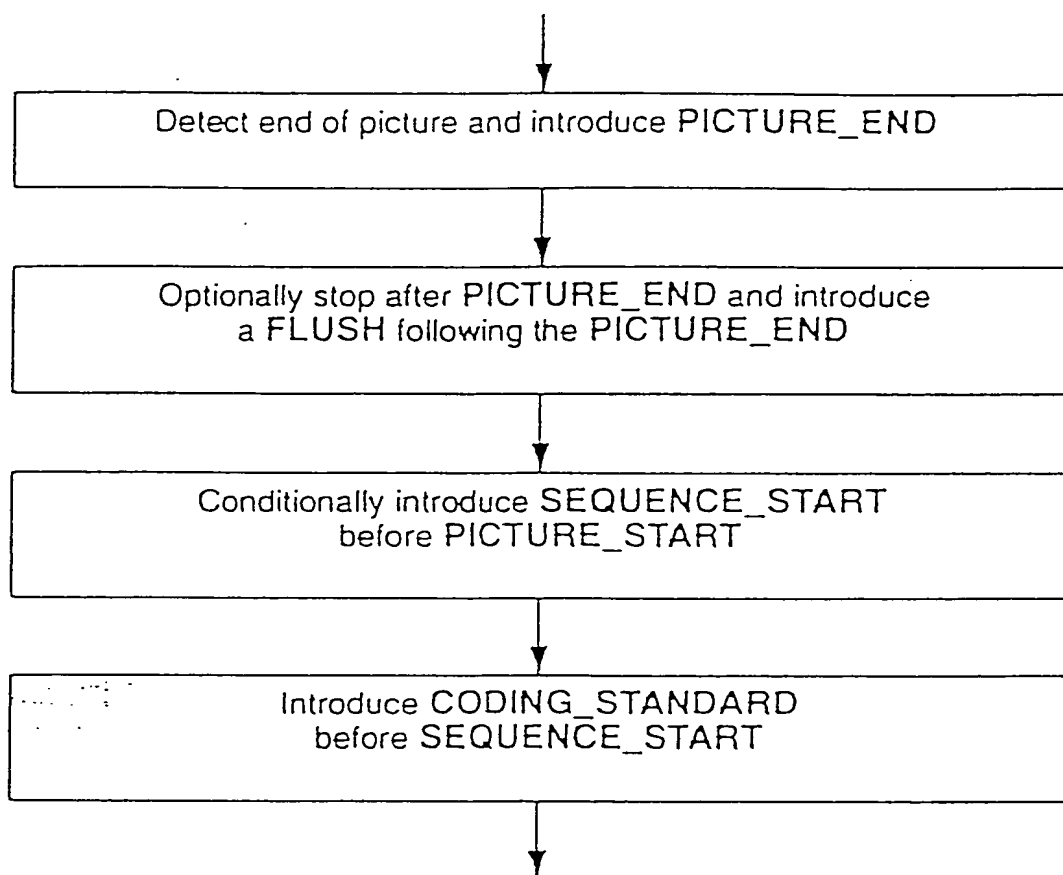 Detect end of picture and introduce PICTURE_END
Optionally stop after PICTURE_END and introduce
a FLUSH following the PICTURE_END
Conditionally introduce SEQUENCE_START
before PICTURE_START
Introduce CODING_STANDARD
before SEQUENCE_START